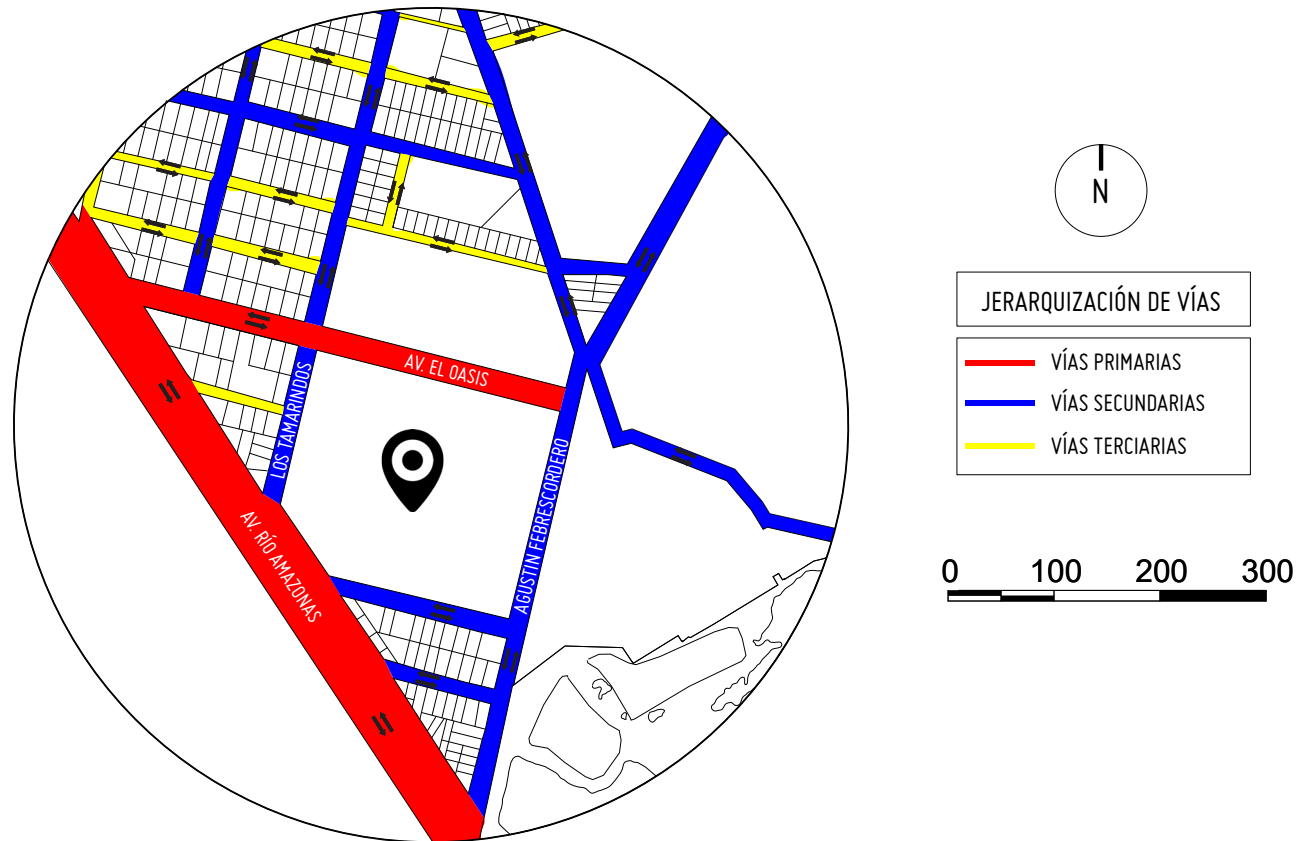 N
JERARQUIZACIÓN DE VÍAS
VÍAS PRIMARIAS
VÍAS SECUNDARIAS
VÍAS TERCIARIAS
AV. EL OASIS
LOS TAMARINDOS
AGUSTIN FEBRESCORDERO
AV. RÍO AMAZONAS
0 100 200 300